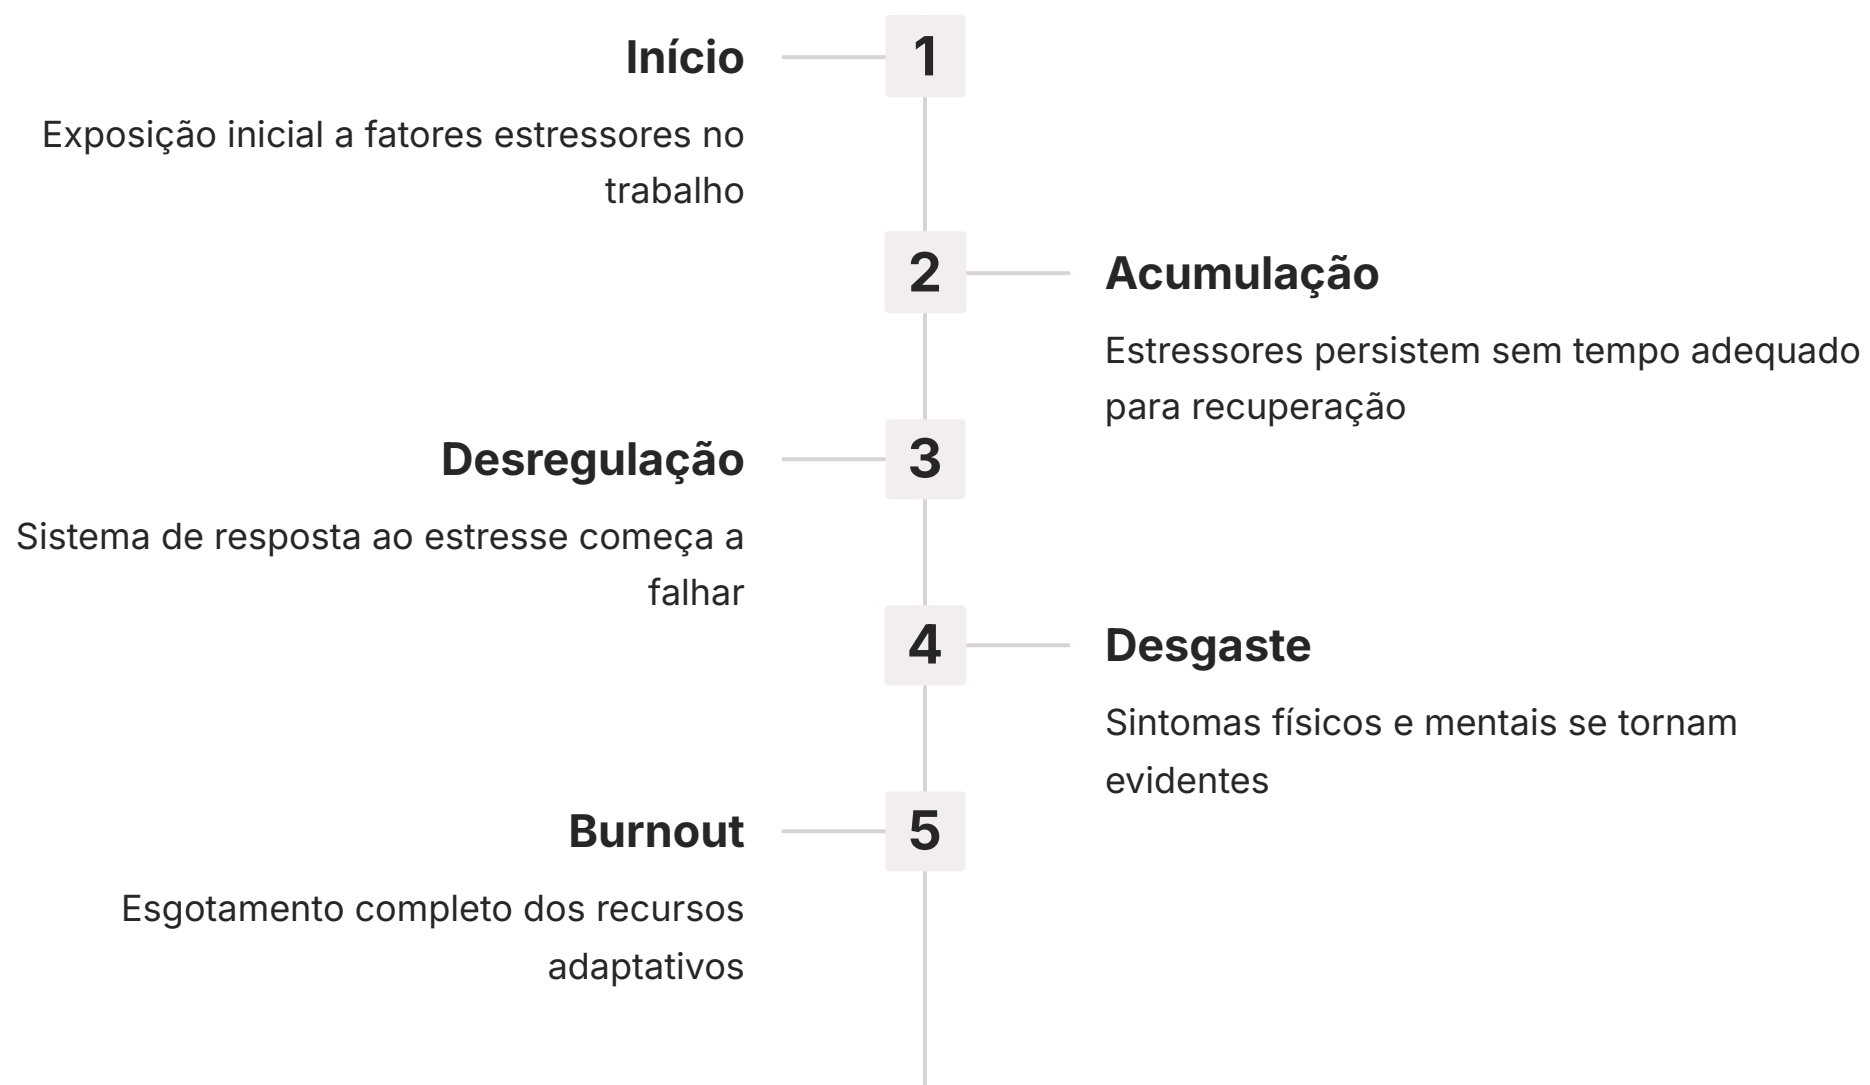 Início
1
Exposição inicial a fatores estressores no
trabalho
2
Acumulação
Estressores persistem sem tempo adequado
para recuperação
Desregulação
3
Sistema de resposta ao estresse começa a
falhar
4
Desgaste
Sintomas físicos e mentais se tornam
evidentes
Burnout
5
Esgotamento completo dos recursos
adaptativos